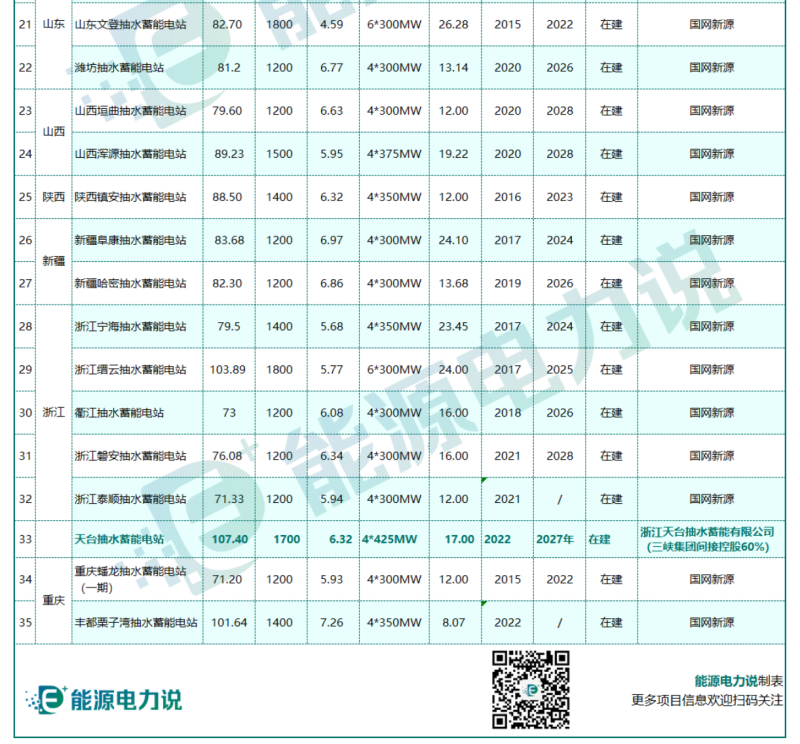 21 山东 山东文登抽水蓄能电站 82.70 1800 4.59 6*300MW 26.28 2015 2022 在建 国网新源
22 潍坊抽水蓄能电站 81.2 1200 6.77 4*300MW 13.14 2020 2026 在建 国网新源
23 山西垣曲抽水蓄能电站 79.60 1200 6.63 4*300MW 12.00 2020 2028 在建 国网新源
山西
24 山西浑源抽水蓄能电站 89.23 1500 5.95 4*375MW 19.22 2020 2028 在建 国网新源
25 陕西 陕西镇安抽水蓄能电站 88.50 1400 6.32 4*350MW 12.00 2016 2023 在建 国网新源
26 新疆阜康抽水蓄能电站 83.68 1200 6.97 4*300MW 24.10 2017 2024 在建 国网新源
新疆
27 新疆哈密抽水蓄能电站 82.30 1200 6.86 4*300MW 13.68 2019 2026 在建 国网新源
28 浙江宁海抽水蓄能电站 79.5 1400 5.68 4*350MW 23.45 2017 2024 在建 国网新源
29 浙江缙云抽水蓄能电站 103.89 1800 5.77 6*300MW 24.00 2017 2025 在建 国网新源
30 浙江 衢江抽水蓄能电站 73 1200 6.08 4*300MW 16.00 2018 2026 在建 国网新源
31 浙江磐安抽水蓄能电站 76.08 1200 6.34 4*300MW 16.00 2021 2028 在建 国网新源
32 浙江泰顺抽水蓄能电站 71.33 1200 5.94 4*300MW 12.00 2021 / 在建 国网新源
33 天台抽水蓄能电站 107.40 1700 6.32 4*425MW 17.00 2022 2027年 在建 浙江天台抽水蓄能有限公司
(三峡集团间接控股60%)
34 重庆蟠龙抽水蓄能电站 71.20 1200 5.93 4*300MW 12.00 2015 2022 在建 国网新源
（一期）
重庆
35 丰都栗子湾抽水蓄能电站 101.64 1400 7.26 4*350MW 8.07 2022 / 在建 国网新源
能源电力说
能源电力说
能源电力说制表
更多项目信息欢迎扫码关注